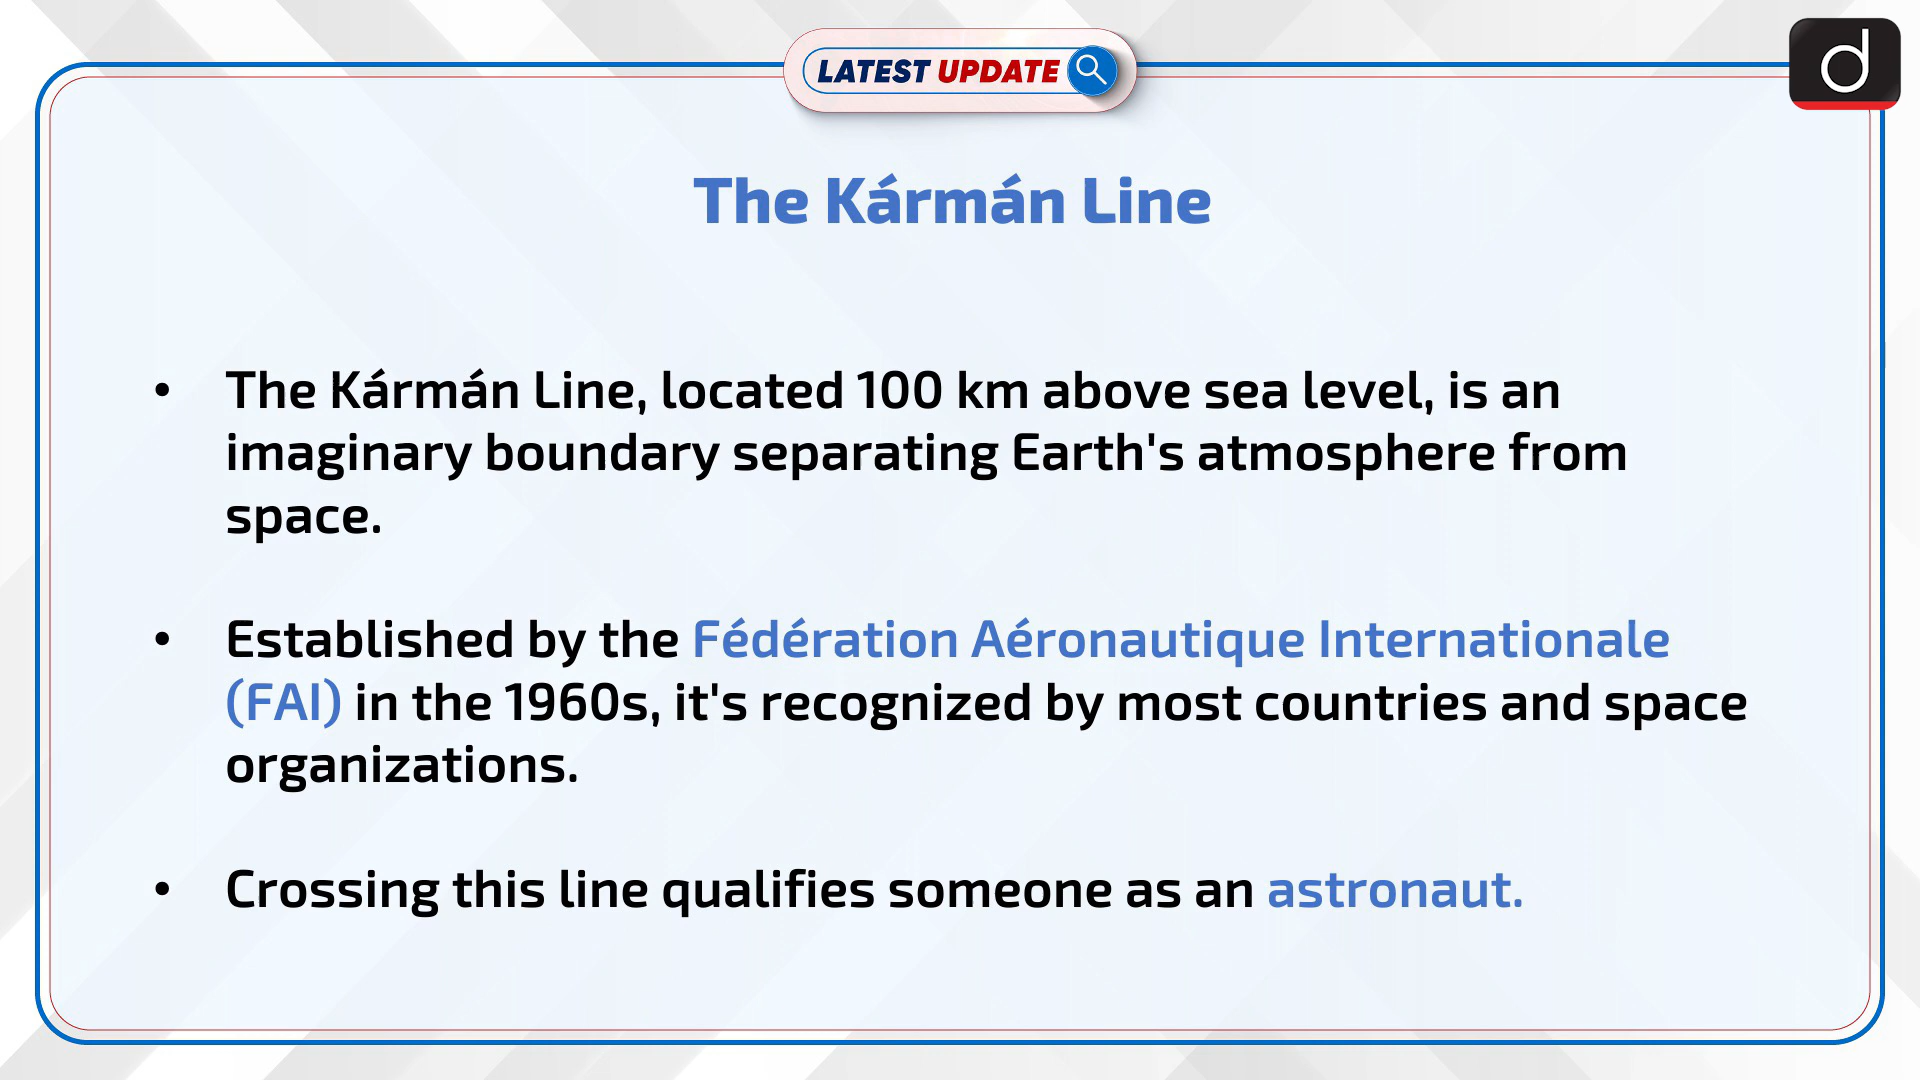 LATEST UPDATE
d
The Kármán Line
• The Kármán Line, located 100 km above sea level, is an
imaginary boundary separating Earth's atmosphere from
space.
• Established by the Fédération Aéronautique Internationale
(FAI) in the 1960s, it's recognized by most countries and space
organizations.
• Crossing this line qualifies someone as an astronaut.